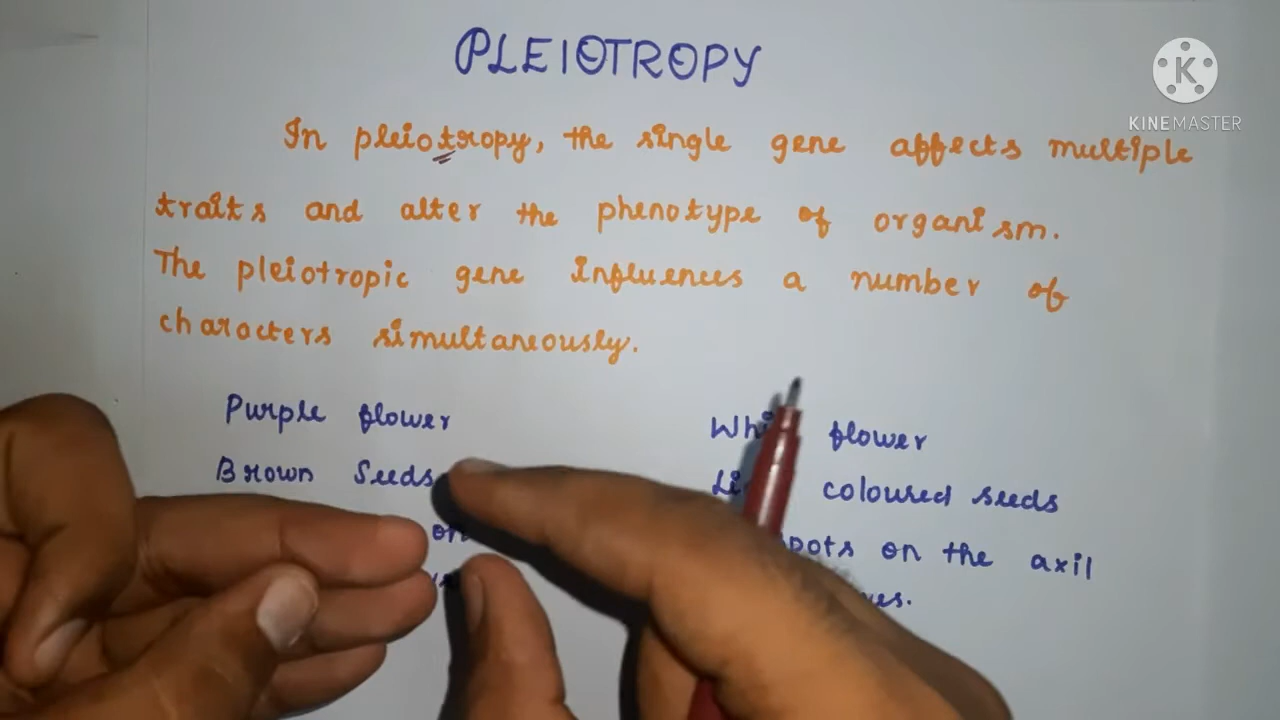 PLEIOTROPY
KINEMASTER
In pleiotropy, the single gene affects multiple
traits and alter the phenotype of organism.
The pleiotropic gene influences a number of
characters simultaneously.
Purple flower
flower
Brown Seeds
coloured seeds
on
spots on the axil